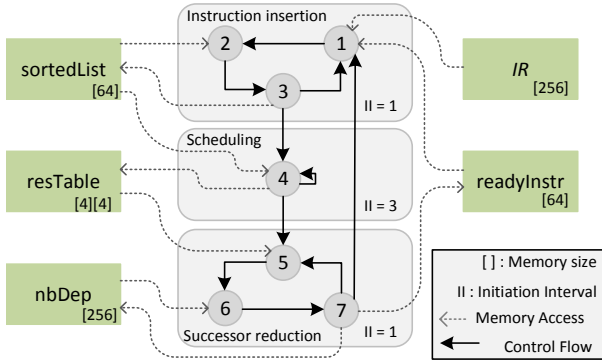 Instruction insertion
2
1
3
II = 1
sortedList
[64]
IR
[256]
Scheduling
4
II = 3
resTable
[4][4]
readyInstr
[64]
5
6
7
Successor reduction
II = 1
nbDep
[256]
[ ] : Memory size
II : Initiation Interval
Memory Access
Control Flow